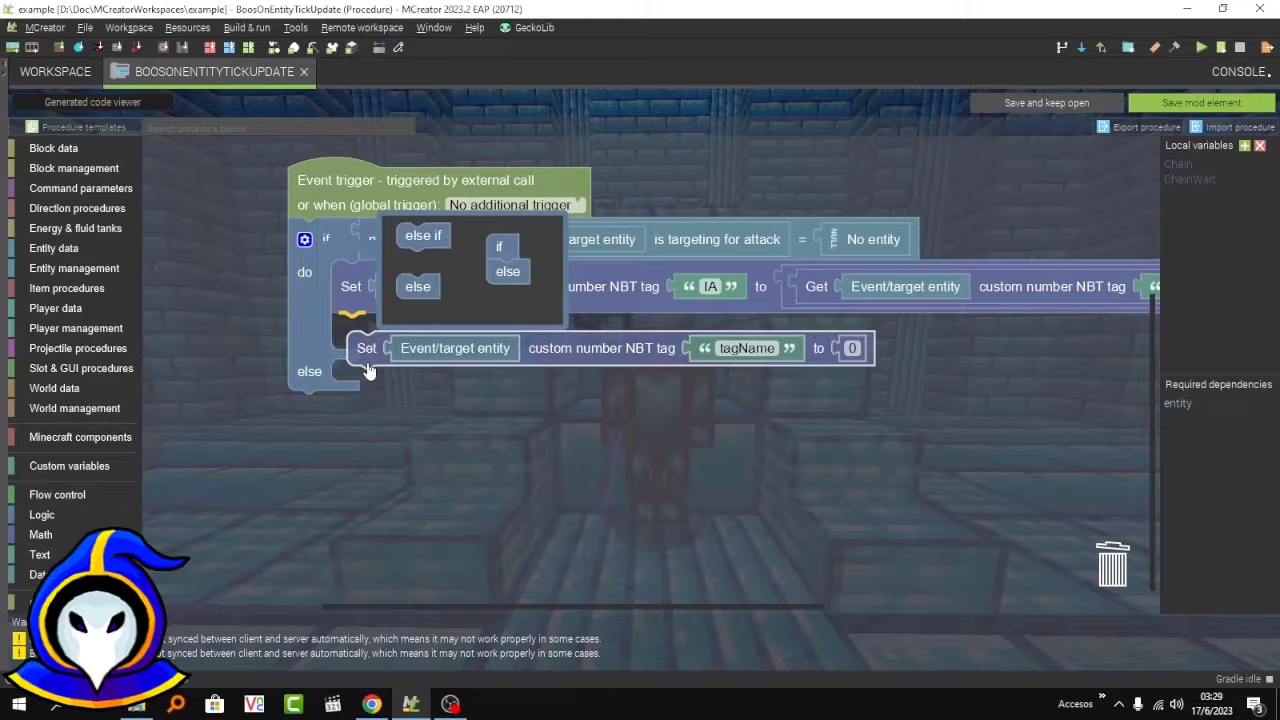 example [D:\Doc\MCreatorWorkspaces\example] - BoosOnEntityTickUpdate (Procedure) - MCreator 2023.2 EAP (20712)
MCreator File Workspace Resources Build & run Tools Remote workspace Window Help GeckoLib
WORKSPACE BOOSONENTITYTICKUPDATE CONSOLE
Generated code viewer Save and keep open Save mod element
Procedure templates Search procedure blocks Export procedure Import procedure
Block data
Block management
Command parameters
Direction procedures
Energy & fluid tanks
Entity data
Entity management
Item procedures
Player data
Player management
Projectile procedures
Slot & GUI procedures
World data
World management
Minecraft components
Custom variables
Flow control
Logic
Math
Text
Event trigger - triggered by external call
or when (global trigger): No additional trigger
if arget entity is targeting for attack = NULL No entity
else if if
else else
do Set umber NBT tag “ IA ” to Get Event/target entity custom number NBT tag “
Set Event/target entity custom number NBT tag “ tagName ” to 0
else
Local variables
Chain
ChainWait
Required dependencies
entity
synced between client and server automatically, which means it may not work properly in some cases.
synced between client and server automatically, which means it may not work properly in some cases.
Gradle idle
Accesos 03:29
17/6/2023